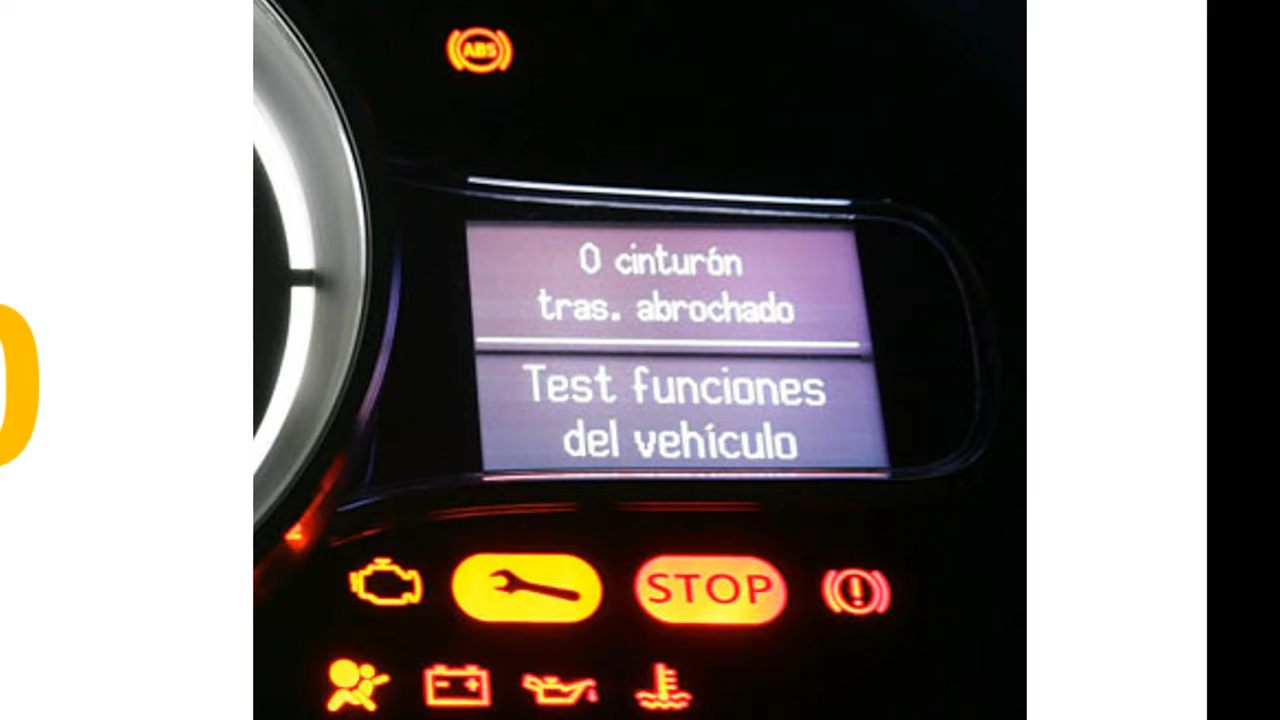 ABS
0 cinturón
tras. abrochado
Test funciones
del vehículo
STOP